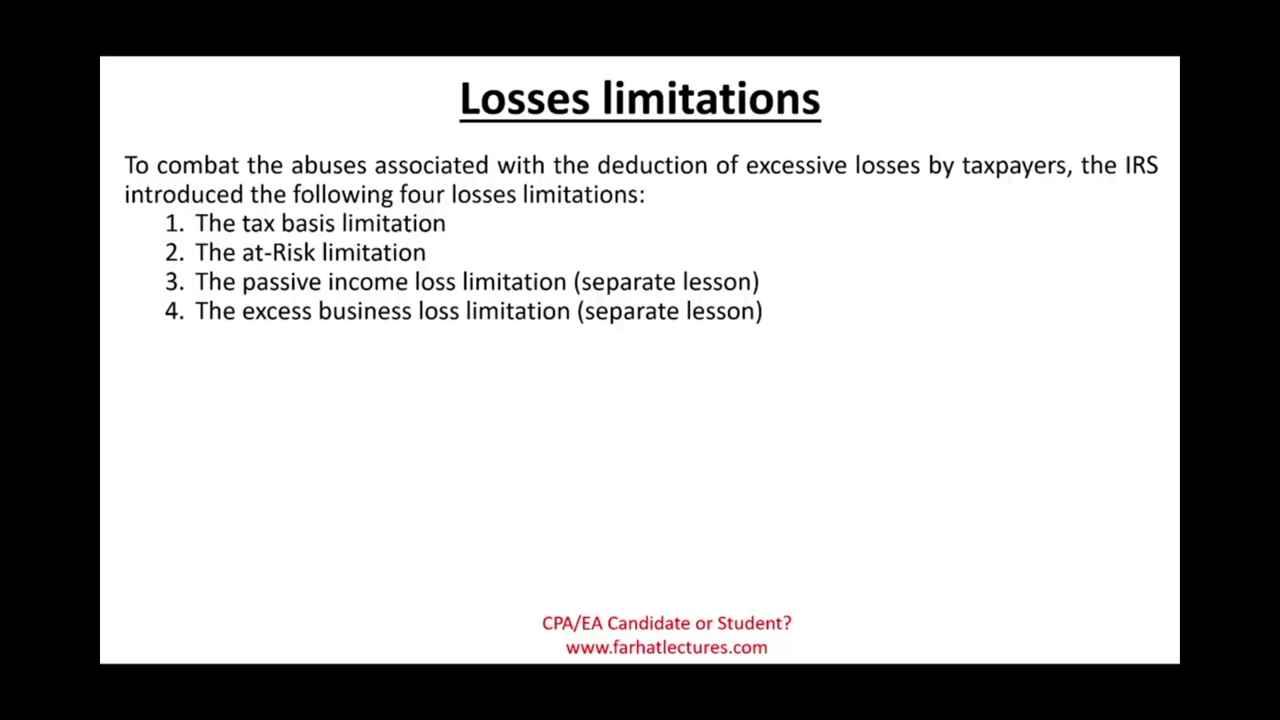 Losses limitations
To combat the abuses associated with the deduction of excessive losses by taxpayers, the IRS
introduced the following four losses limitations:
1. The tax basis limitation
2. The at-Risk limitation
3. The passive income loss limitation (separate lesson)
4. The excess business loss limitation (separate lesson)
CPA/EA Candidate or Student?
www.farhatlectures.com